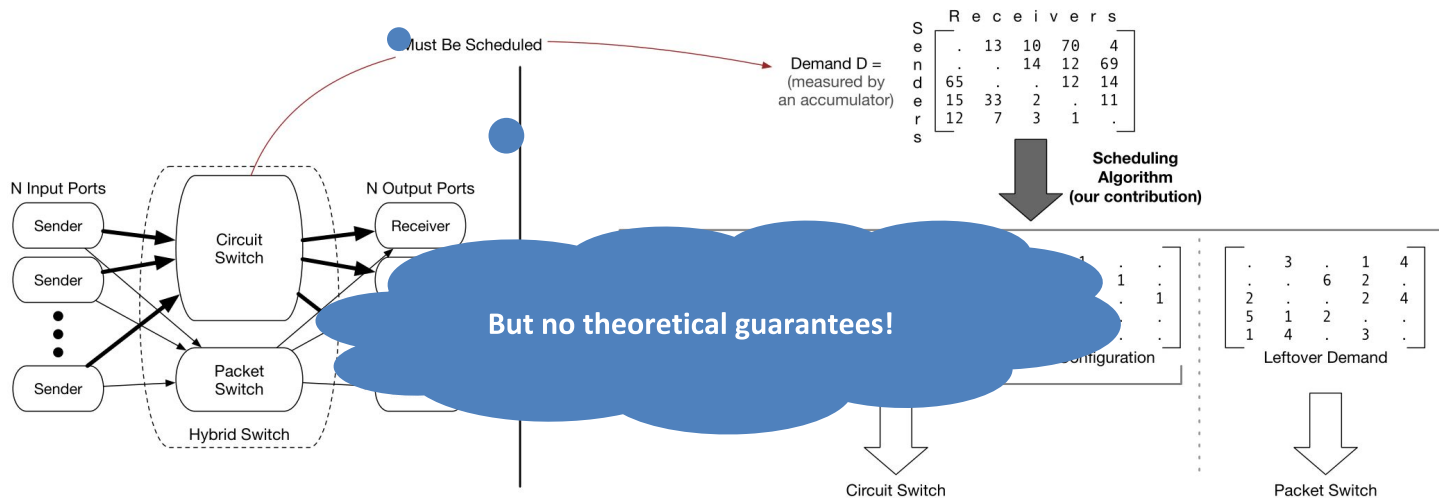 Must Be Scheduled
R e c e i v e r s
S e n d e r s
Demand D =
(measured by
an accumulator)
. 13 10 70 4
. . 14 12 69
65 . . 12 14
15 33 2 . 11
12 7 3 1 .
Scheduling
Algorithm
(our contribution)
N Input Ports
N Output Ports
Sender
Receiver
Circuit
Switch
Sender
Sender
Packet
Switch
Hybrid Switch
But no theoretical guarantees!
1 . .
1 .
. 1
. .
. .
. 3 . 1 4
. . 6 2 .
2 . . 2 4
5 1 2 . .
1 4 . 3 .
Leftover Demand
Circuit Switch
Packet Switch